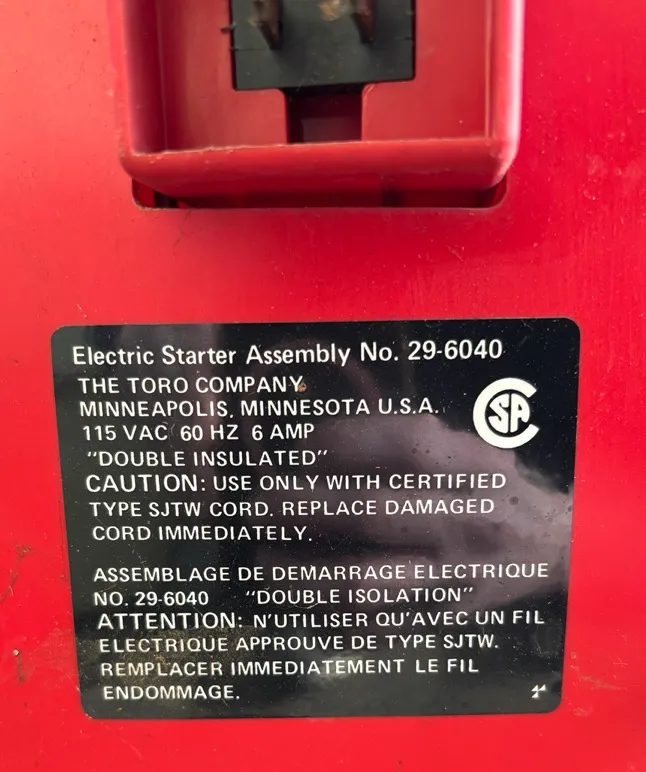 Electric Starter Assembly No. 29-6040
THE TORO COMPANY
MINNEAPOLIS, MINNESOTA U.S.A.
115 VAC 60 HZ 6 AMP
"DOUBLE INSULATED"
CAUTION: USE ONLY WITH CERTIFIED
TYPE SJTW CORD. REPLACE DAMAGED
CORD IMMEDIATELY.
SA
ASSEMBLAGE DE DEMARRAGE ELECTRIQUE
NO. 29-6040 "DOUBLE ISOLATION"
ATTENTION: N'UTILISER QU'AVEC UN FIL
ELECTRIQUE APPROUVE DE TYPE SJTW.
REMPLACER IMMEDIATEMENT LE FIL
ENDOMMAGE.